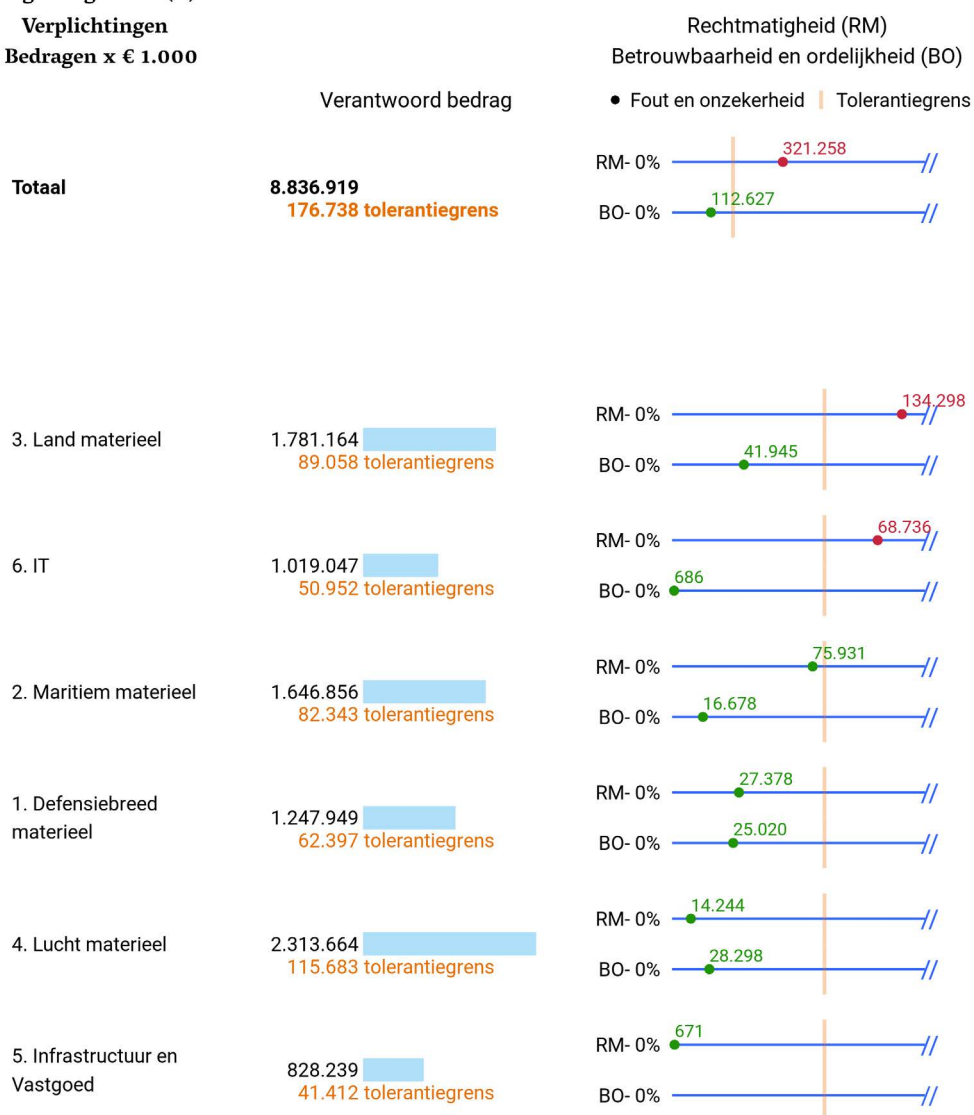 Verplichtingen
Bedragen x € 1.000
Rechtmatigheid (RM)
Betrouwbaarheid en ordelijkheid (BO)
Verantwoord bedrag
Fout en onzekerheid
Tolerantiegrens
Totaal
8.836.919
176.738 tolerantiegrens
RM- 0%
321.258
BO- 0%
112.627
3. Land materieel
1.781.164
89.058 tolerantiegrens
RM- 0%
134.298
BO- 0%
41.945
6. IT
1.019.047
50.952 tolerantiegrens
RM- 0%
68.736
BO- 0%
686
2. Maritiem materieel
1.646.856
82.343 tolerantiegrens
RM- 0%
75.931
BO- 0%
16.678
1. Defensiebreed
materieel
1.247.949
62.397 tolerantiegrens
RM- 0%
27.378
BO- 0%
25.020
4. Lucht materieel
2.313.664
115.683 tolerantiegrens
RM- 0%
14.244
BO- 0%
28.298
5. Infrastructuur en
Vastgoed
828.239
41.412 tolerantiegrens
RM- 0%
671
BO- 0%